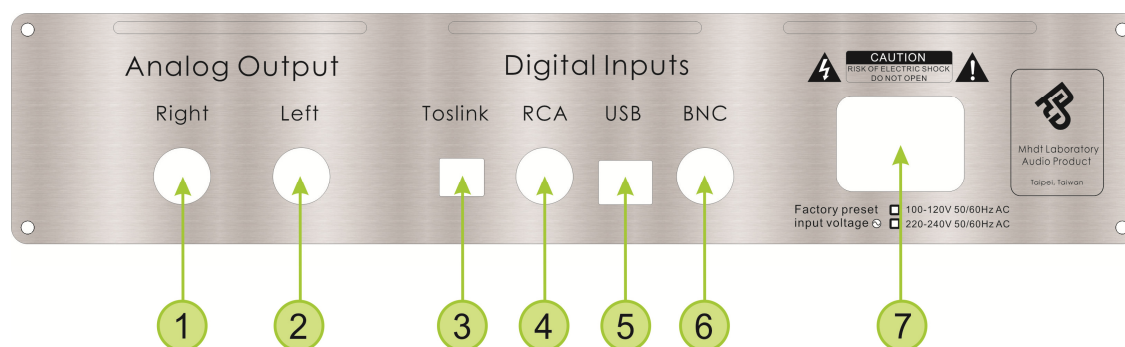 Analog Output
Right
Left
Digital Inputs
Toslink
RCA
USB
BNC
CAUTION
RISK OF ELECTRIC SHOCK
DO NOT OPEN
Factory preset
input voltage
100-120V 50/60Hz AC
220-240V 50/60Hz AC
Mhdt Laboratory
Audio Product
Taipei, Taiwan
1
2
3
4
5
6
7